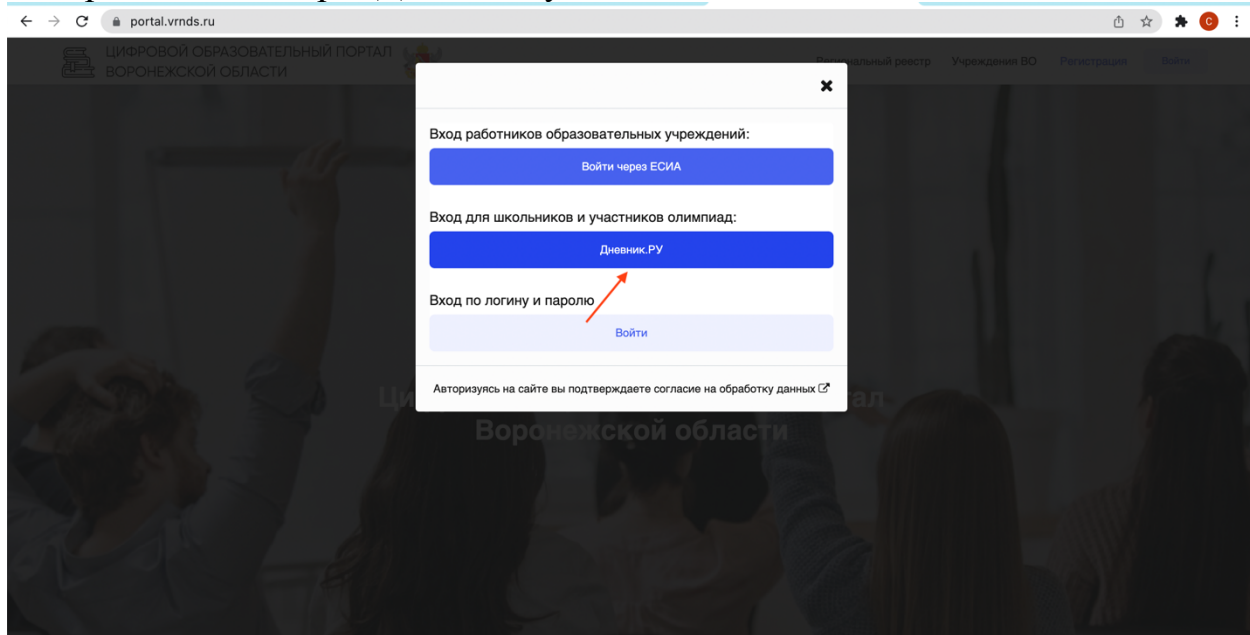 portal.vrnds.ru
C
ЦИФРОВОЙ ОБРАЗОВАТЕЛЬНЫЙ ПОРТАЛ
ВОРОНЕЖСКОЙ ОБЛАСТИ
Региональный реестр Учреждения ВО Регистрация Войти
Вход работников образовательных учреждений:
Войти через ЕСИА
Вход для школьников и участников олимпиад:
Дневник.РУ
Вход по логину и паролю
Войти
Авторизуясь на сайте вы подтверждаете согласие на обработку данных
Воронежской области